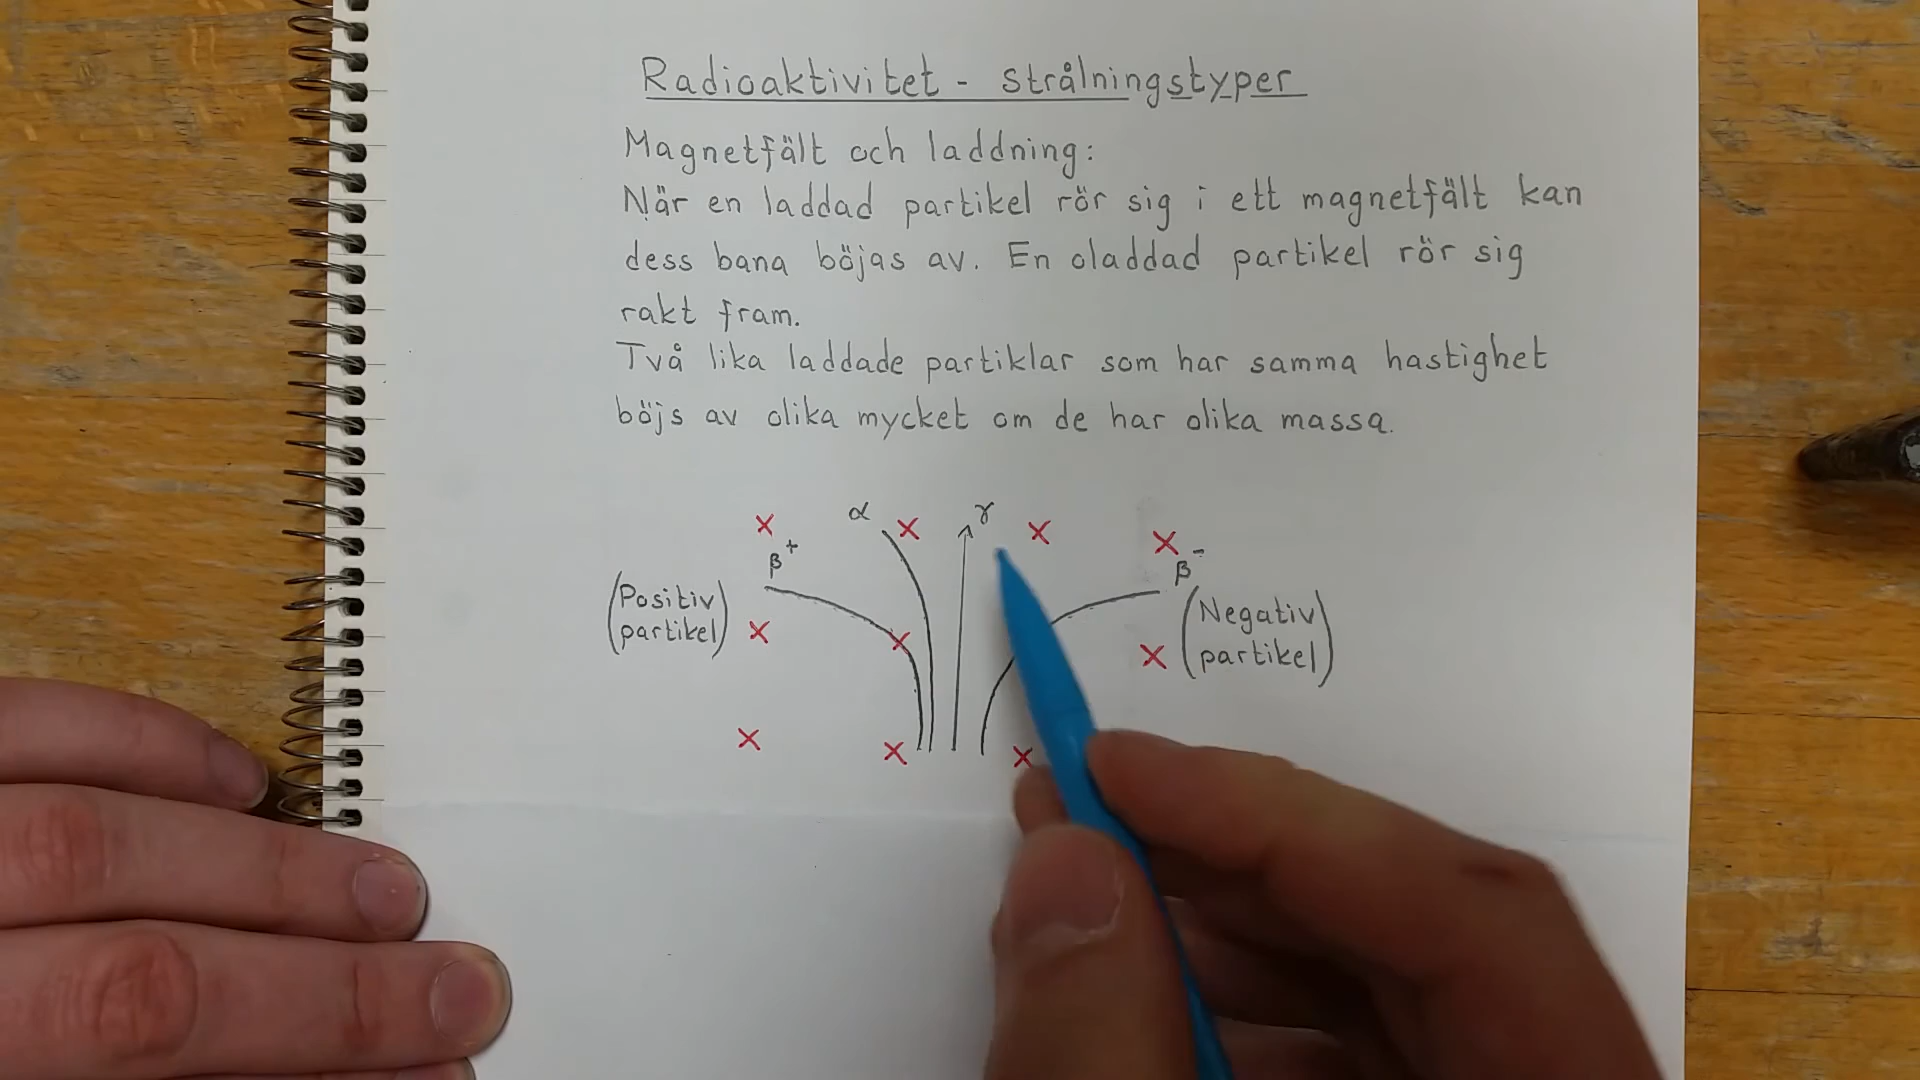 Radioaktivitet - strålningstyper
Magnetfält och laddning:
När en laddad partikel rör sig i ett magnetfält kan
dess bana böjas av. En oladdad partikel rör sig
rakt fram.
Två lika laddade partiklar som har samma hastighet
böjs av olika mycket om de har olika massa.
α
γ
β⁺
β⁻
(Positiv
partikel)
(Negativ
partikel)